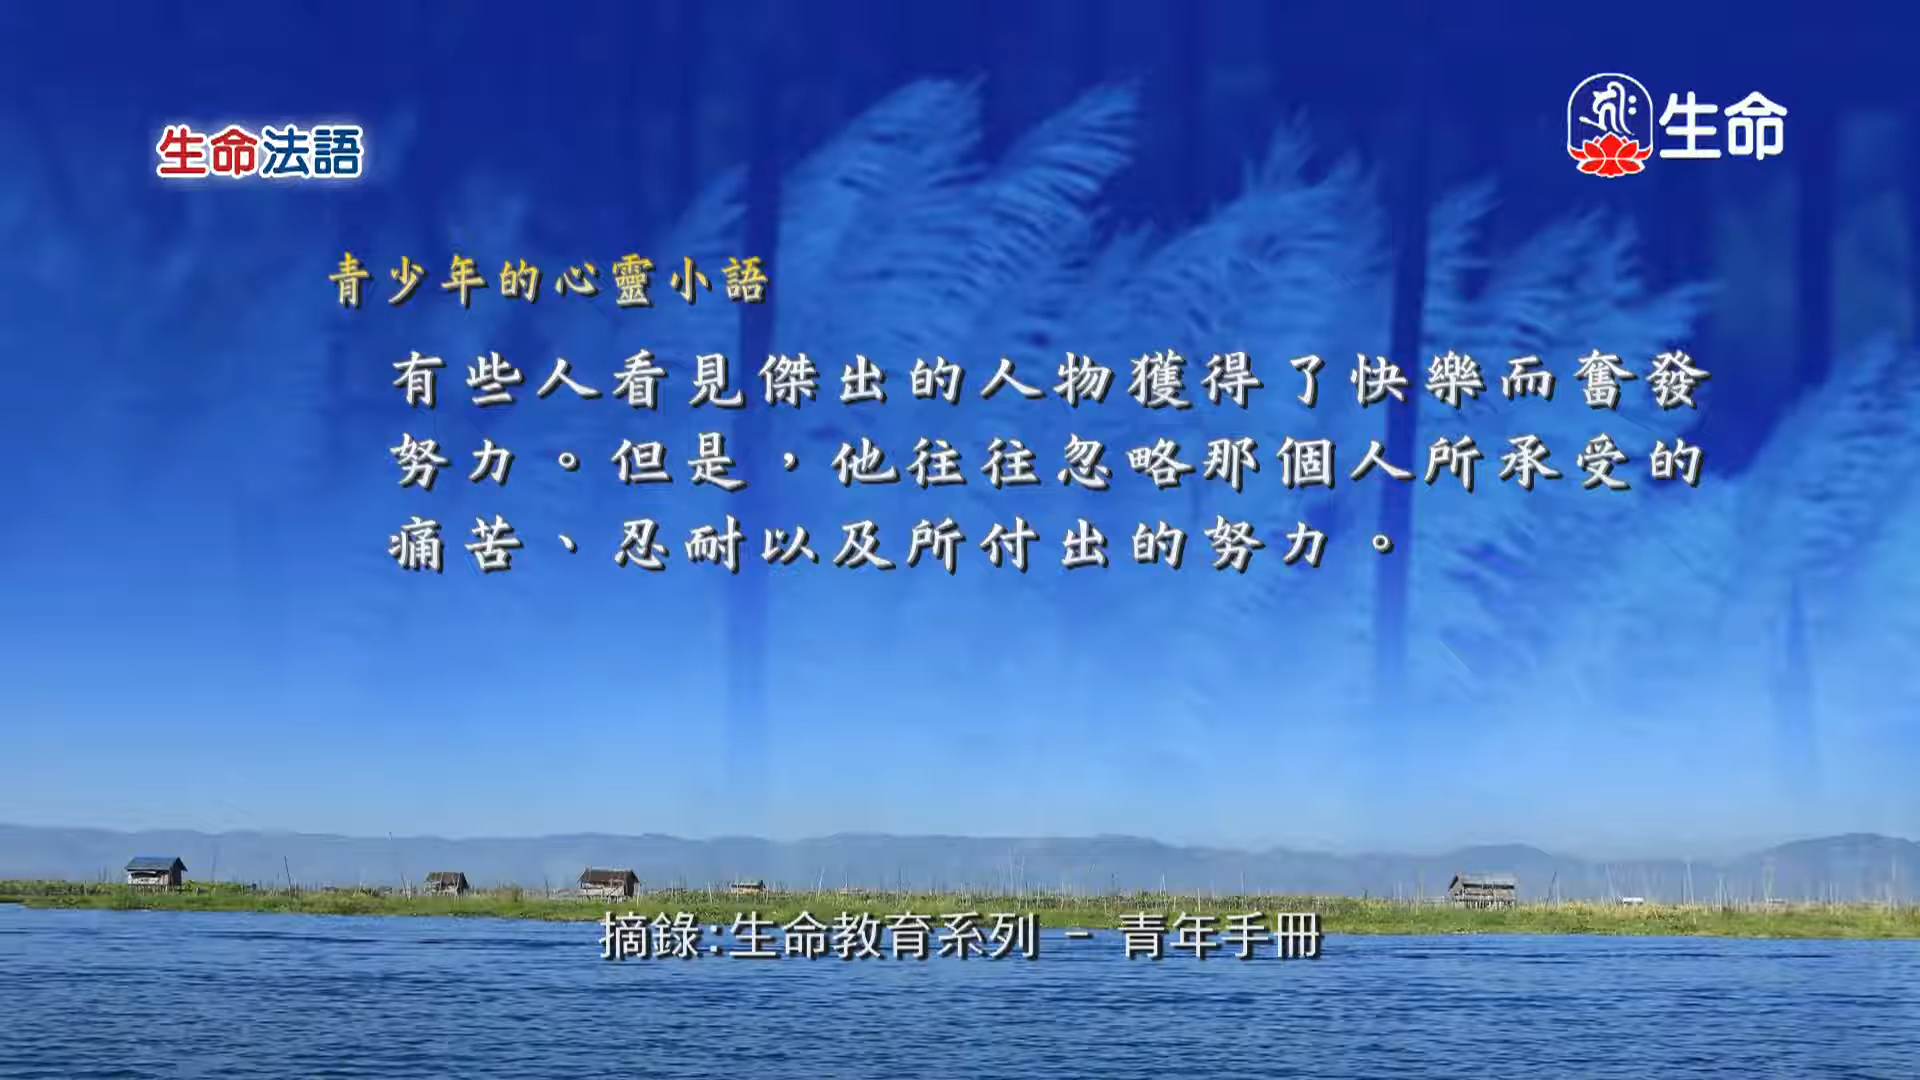 生命法語
生命
青少年的心靈小語
有些人看見傑出的人物獲得了快樂而奮發
努力。但是，他往往忽略那個人所承受的
痛苦、忍耐以及所付出的努力。
摘錄:生命教育系列 - 青年手冊